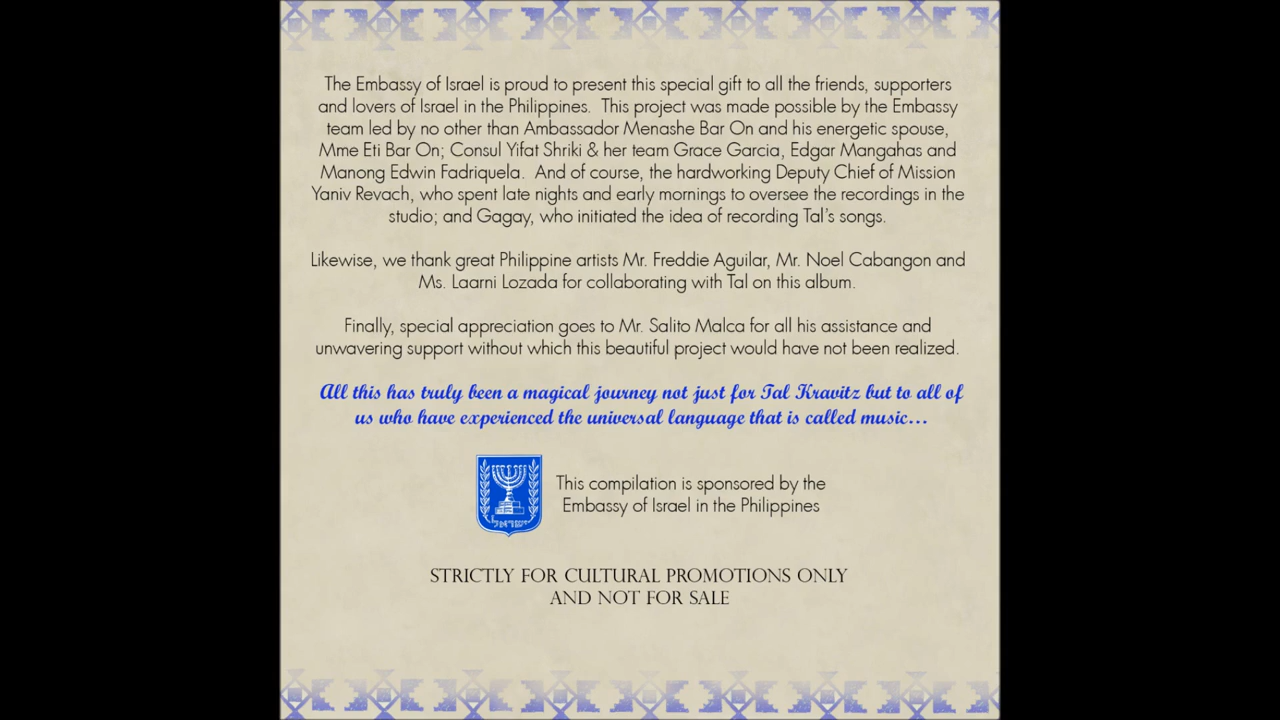 The Embassy of Israel is proud to present this special gift to all the friends, supporters
and lovers of Israel in the Philippines.  This project was made possible by the Embassy
team led by no other than Ambassador Menashe Bar On and his energetic spouse,
Mme Eti Bar On; Consul Yifat Shriki & her team Grace Garcia, Edgar Mangahas and
Manong Edwin Fadriquela.  And of course, the hardworking Deputy Chief of Mission
Yaniv Revach, who spent late nights and early mornings to oversee the recordings in the
studio; and Gagay, who initiated the idea of recording Tal's songs.
Likewise, we thank great Philippine artists Mr. Freddie Aguilar, Mr. Noel Cabangon and
Ms. Laarni Lozada for collaborating with Tal on this album.
Finally, special appreciation goes to Mr. Salito Malca for all his assistance and
unwavering support without which this beautiful project would have not been realized.
All this has truly been a magical journey not just for Tal Kravitz but to all of
us who have experienced the universal language that is called music...
ישראל
This compilation is sponsored by the
Embassy of Israel in the Philippines
STRICTLY FOR CULTURAL PROMOTIONS ONLY
AND NOT FOR SALE